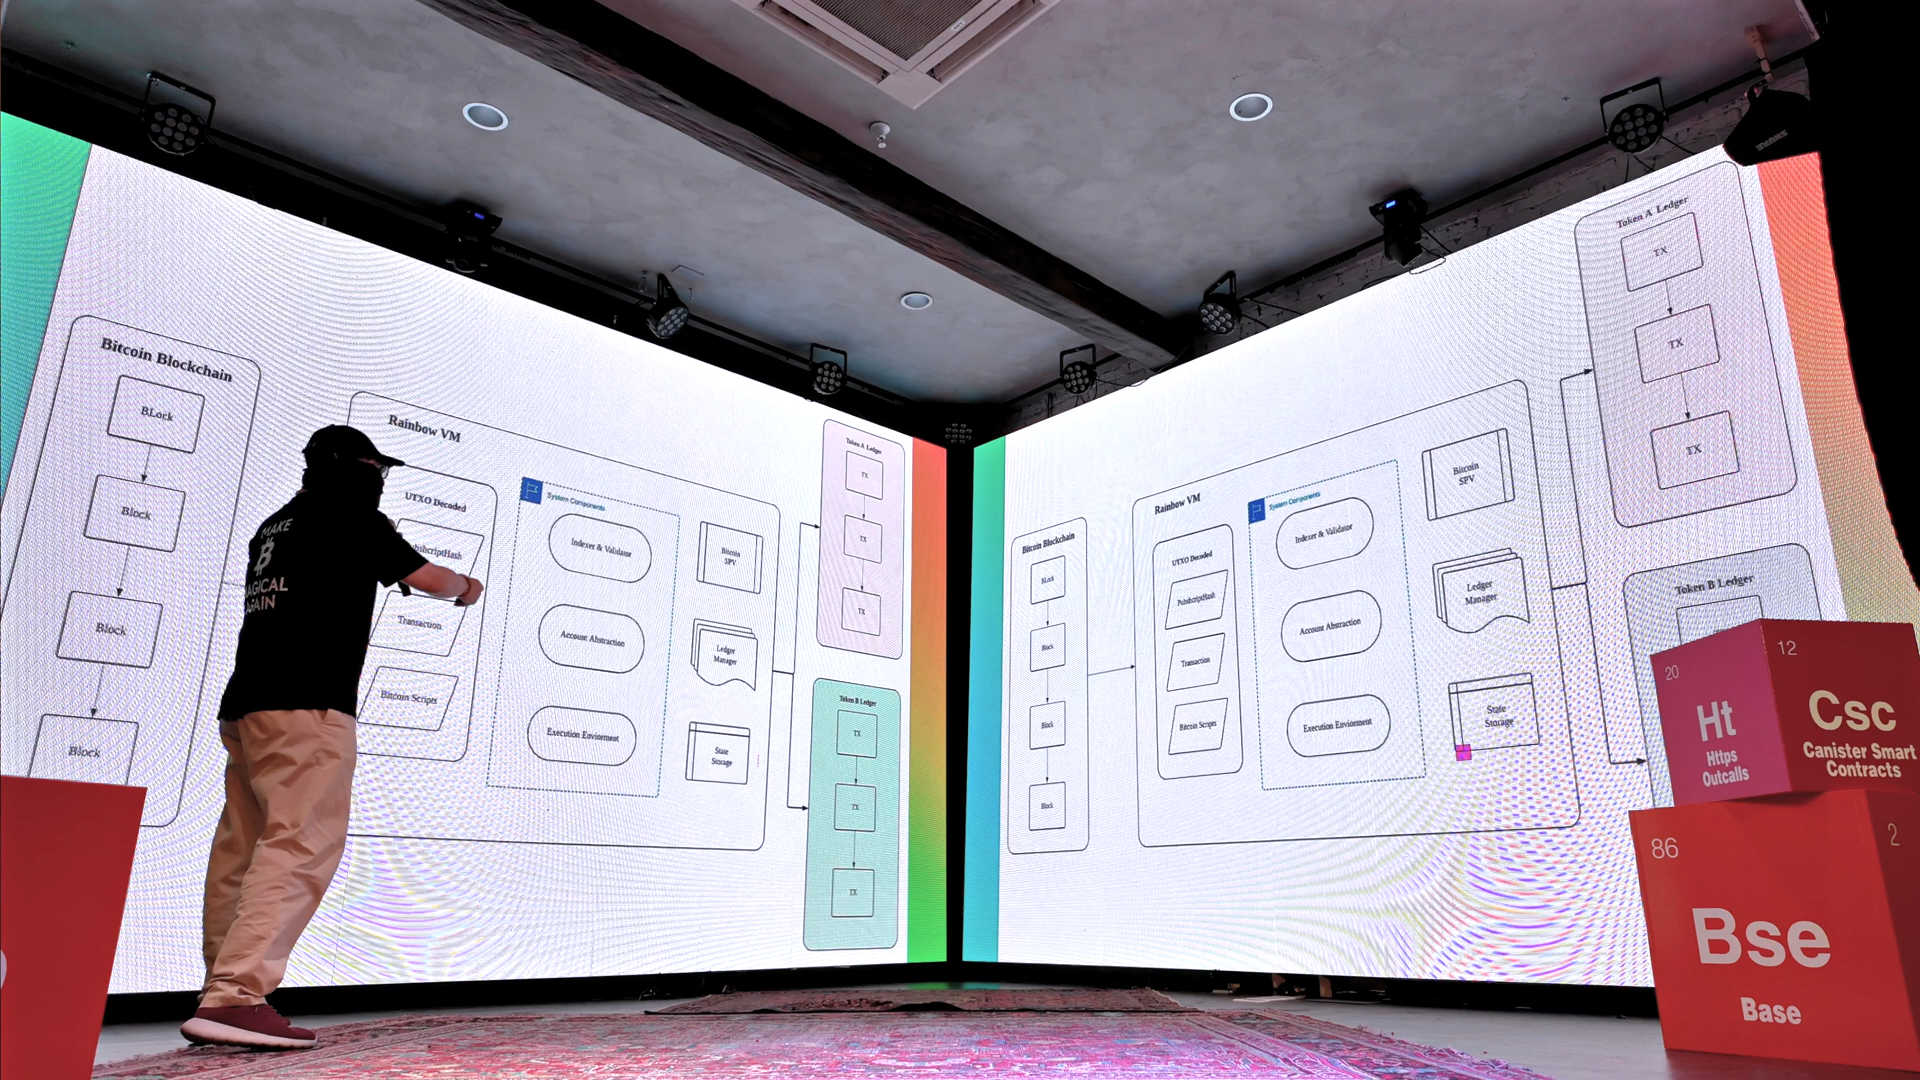 Bitcoin Blockchain
BLock
Block
Block
Block
Rainbow VM
UTXO Decoded
Transaction
Bitcoin Scripts
System Components
Indexer & Validator
Account Abstraction
Execution Enviorment
Bitcoin
SPV
Ledger
Manager
State
Storage
Token A Ledger
TX
TX
TX
Token B Ledger
TX
TX
TX
MAKE
AGICAL
GAIN
Bitcoin Blockchain
BLock
Block
Block
Block
Rainbow VM
UTXO Decoded
PubshcriptHash
Transaction
Bitcoin Scripts
System Components
Indexer & Validator
Account Abstraction
Execution Enviorment
Bitcoin
SPV
Ledger
Manager
State
Storage
Token A Ledger
TX
TX
TX
Token B Ledger
20
Ht
Https
Outcalls
12
Csc
Canister Smart
Contracts
86
2
Bse
Base